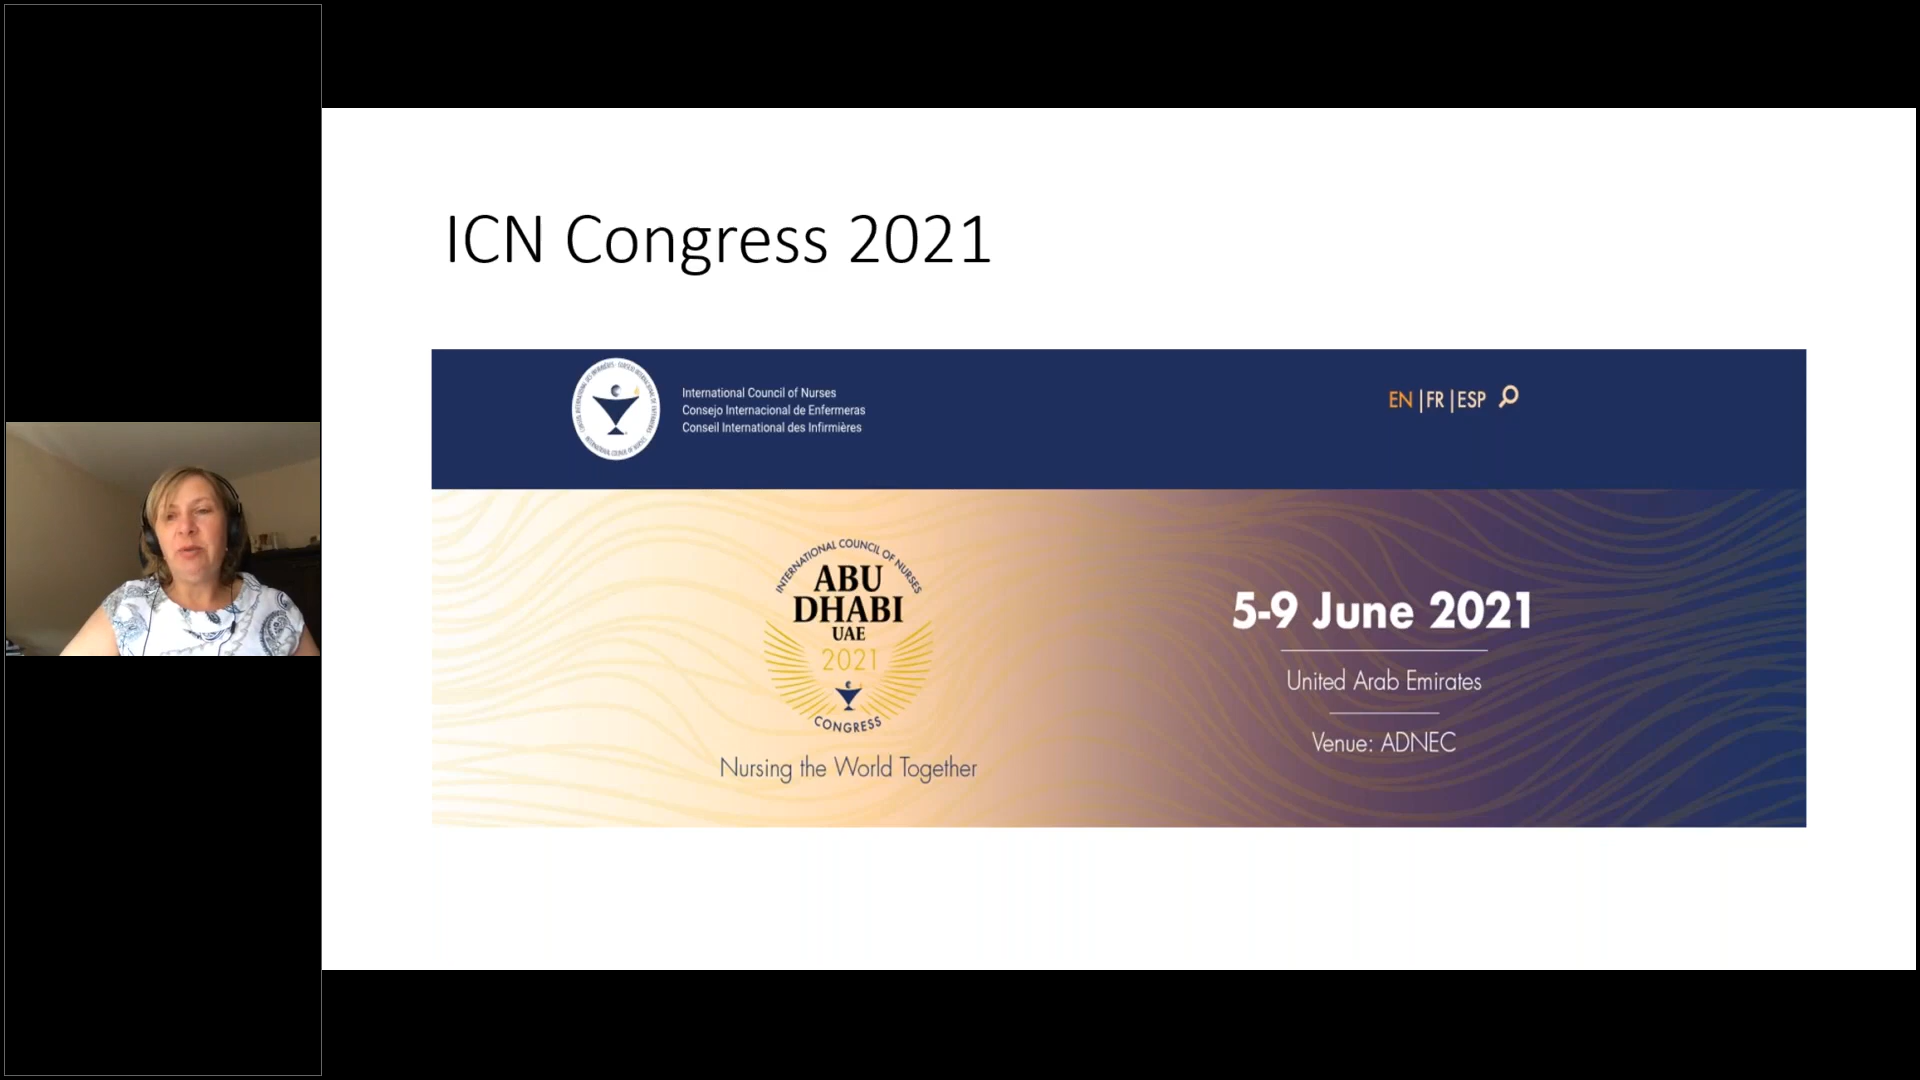 ICN Congress 2021
International Council of Nurses
Consejo Internacional de Enfermeras
Conseil International des Infirmières
EN |FR |ESP
INTERNATIONAL COUNCIL OF NURSES
ABU
DHABI
UAE
2021
CONGRESS
Nursing the World Together
5-9 June 2021
United Arab Emirates
Venue: ADNEC